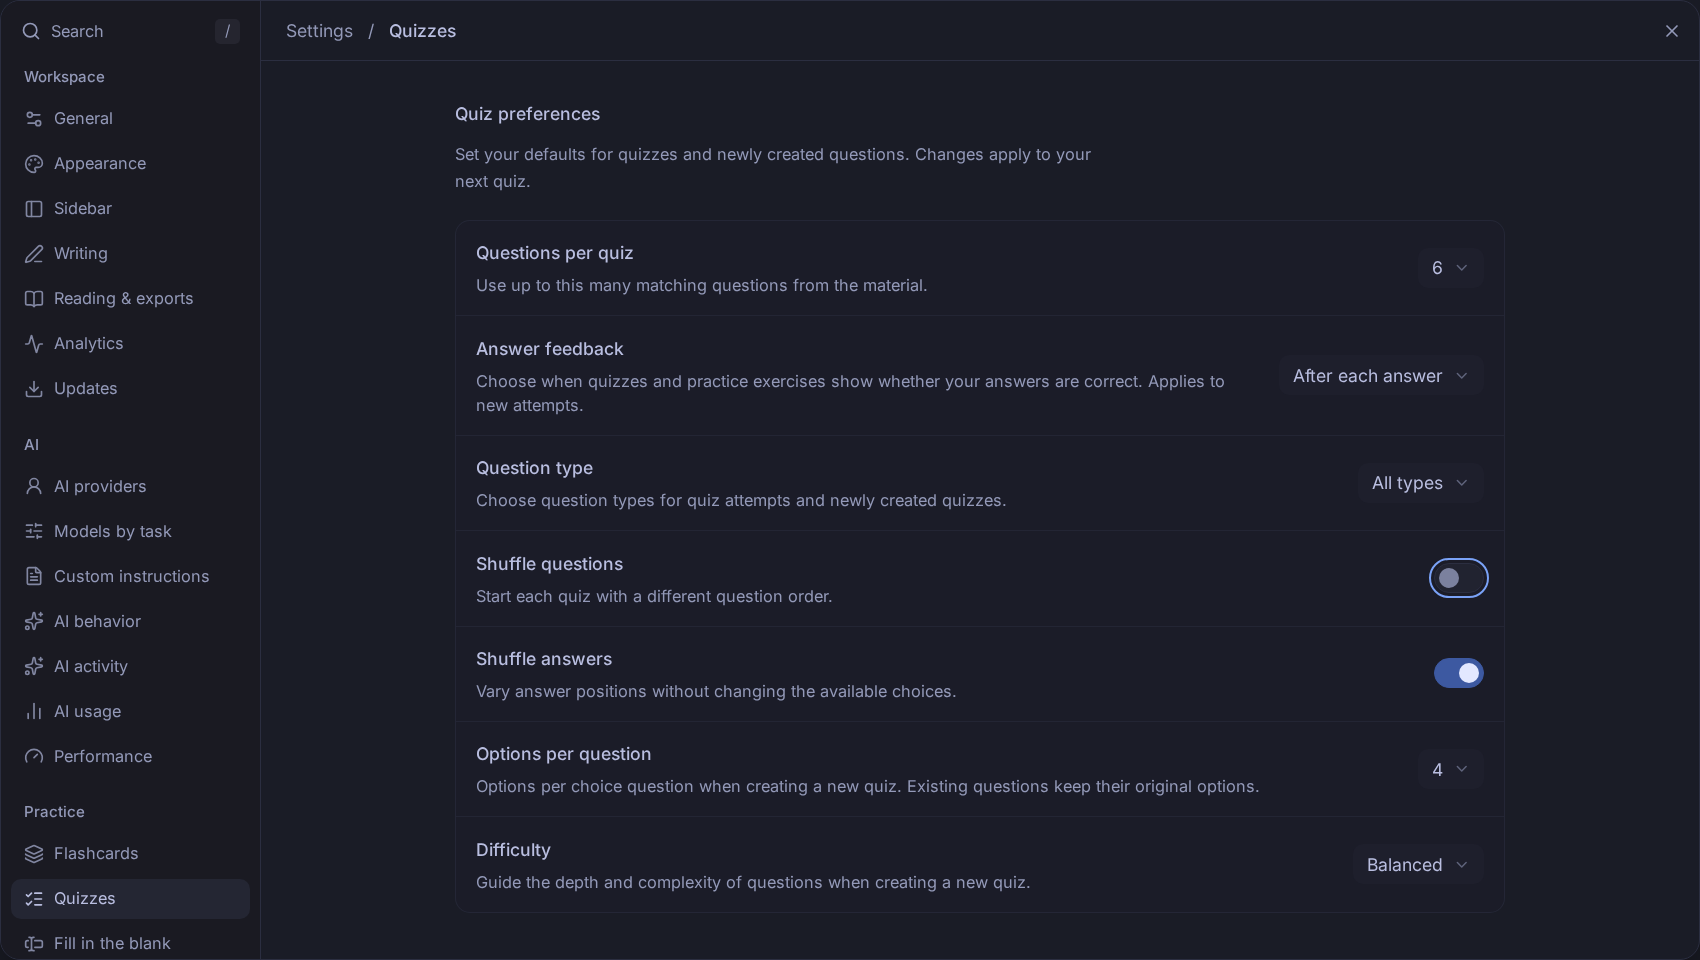 Search /
Workspace
General
Appearance
Sidebar
Writing
Reading & exports
Analytics
Updates
AI
AI providers
Models by task
Custom instructions
AI behavior
AI activity
AI usage
Performance
Practice
Flashcards
Quizzes
Fill in the blank
Settings / Quizzes
Quiz preferences
Set your defaults for quizzes and newly created questions. Changes apply to your
next quiz.
Questions per quiz
Use up to this many matching questions from the material.
6
Answer feedback
Choose when quizzes and practice exercises show whether your answers are correct. Applies to
new attempts.
After each answer
Question type
Choose question types for quiz attempts and newly created quizzes.
All types
Shuffle questions
Start each quiz with a different question order.
Shuffle answers
Vary answer positions without changing the available choices.
Options per question
Options per choice question when creating a new quiz. Existing questions keep their original options.
4
Difficulty
Guide the depth and complexity of questions when creating a new quiz.
Balanced